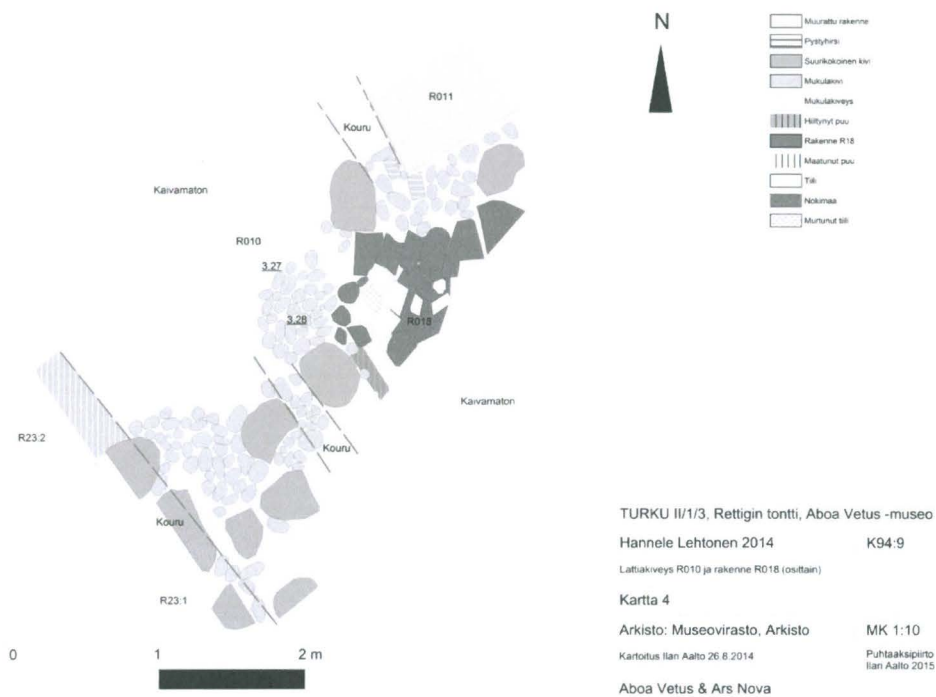 N
Muurattu rakenne
Pystyhirsi
Suurikokoinen kivi
Mukulakivi
Mukulakiveys
Hiiltynyt puu
Rakenne R18
Maatunut puu
Tiili
Nokimaa
Murtunut tiili
R011
Kouru
Kaivamaton
R010
3.27
3.28
R018
Kaivamaton
R23:2
Kouru
Kouru
R23:1
0 1 2 m
TURKU II/1/3, Rettigin tontti, Aboa Vetus -museo
Hannele Lehtonen 2014 K94:9
Lattiakiveys R010 ja rakenne R018 (osittain)
Kartta 4
Arkisto: Museovirasto, Arkisto MK 1:10
Kartoitus Ilan Aalto 26.8.2014 Puhtaaksipiirto
Ilari Aalto 2015
Aboa Vetus & Ars Nova